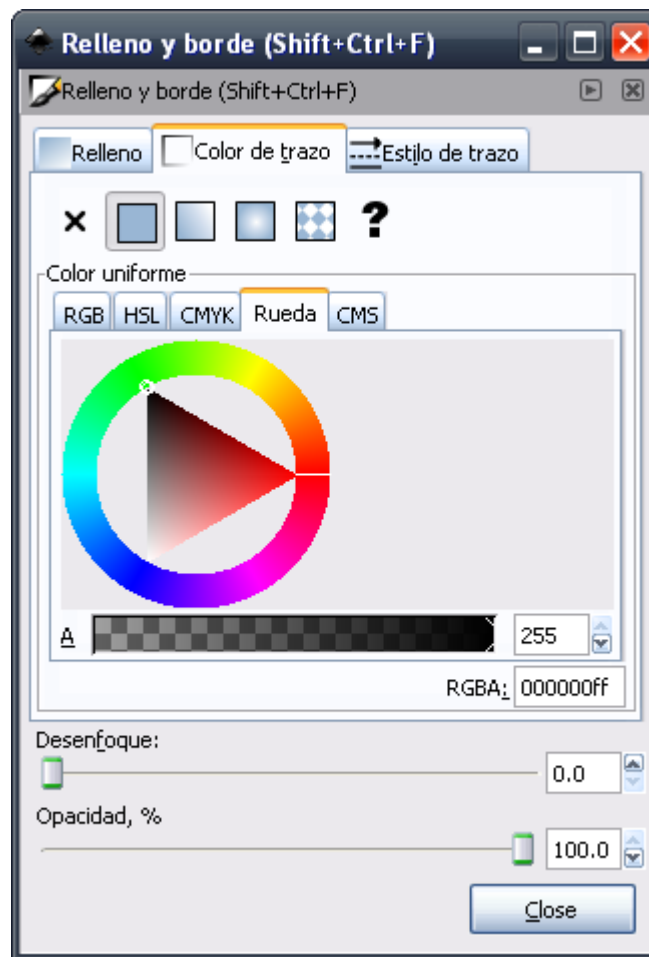 Relleno y borde (Shift+Ctrl+F)
Relleno y borde (Shift+Ctrl+F)
Relleno Color de trazo Estilo de trazo
?
Color uniforme
RGB HSL CMYK Rueda CMS
A 255
RGBA: 000000ff
Desenfoque:
0.0
Opacidad, %
100.0
Close